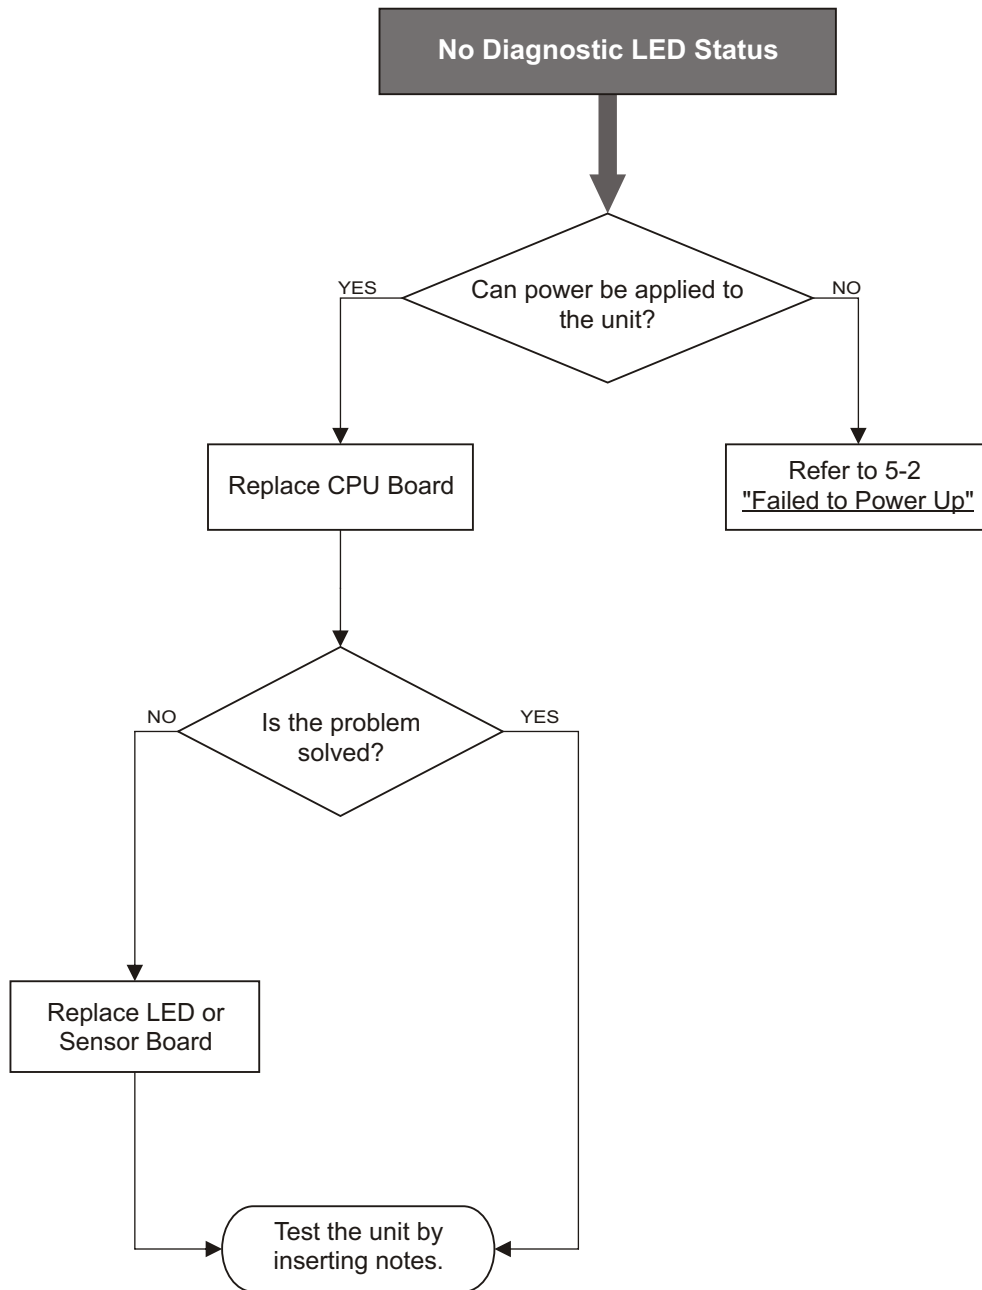 No Diagnostic LED Status
Can power be applied to
the unit?
YES
NO
Replace CPU Board
Refer to 5-2
"Failed to Power Up"
Is the problem
solved?
NO
YES
Replace LED or
Sensor Board
Test the unit by
inserting notes.